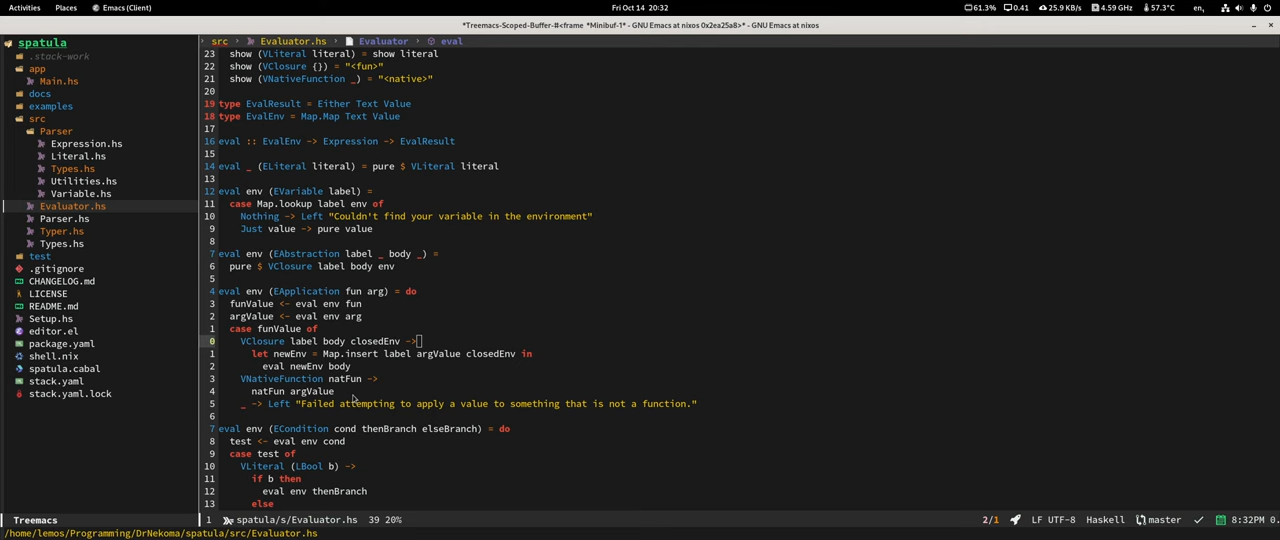 Activities Emacs (Client) Fri Oct 14 20:32 61.3% 0.41 25.9 KB/s 4.59 GHz 57.3°C en,
*Treemacs-Scoped-Buffer-#<frame *Minibuf-1* - GNU Emacs at nixos 0x2ea25a8>* - GNU Emacs at nixos
spatula
.stack-work
app
Main.hs
docs
examples
src
Parser
Expression.hs
Literal.hs
Types.hs
Utilities.hs
Variable.hs
Evaluator.hs
Parser.hs
Typer.hs
Types.hs
test
.gitignore
CHANGELOG.md
LICENSE
README.md
Setup.hs
editor.el
package.yaml
shell.nix
spatula.cabal
stack.yaml
stack.yaml.lock
Treemacs
src › Evaluator.hs › Evaluator › eval
23 show (VLiteral literal) = show literal
22 show (VClosure {}) = "<fun>"
21 show (VNativeFunction _) = "<native>"
20
19 type EvalResult = Either Text Value
18 type EvalEnv = Map.Map Text Value
17
16 eval :: EvalEnv -> Expression -> EvalResult
15
14 eval _ (ELiteral literal) = pure $ VLiteral literal
13
12 eval env (EVariable label) =
11 case Map.lookup label env of
10 Nothing -> Left "Couldn't find your variable in the environment"
9 Just value -> pure value
8
7 eval env (EAbstraction label _ body _) =
6 pure $ VClosure label body env
5
4 eval env (EApplication fun arg) = do
3 funValue <- eval env fun
2 argValue <- eval env arg
1 case funValue of
0 VClosure label body closedEnv ->
1 let newEnv = Map.insert label argValue closedEnv in
2 eval newEnv body
3 VNativeFunction natFun ->
4 natFun argValue
5 _ -> Left "Failed attempting to apply a value to something that is not a function."
6
7 eval env (ECondition cond thenBranch elseBranch) = do
8 test <- eval env cond
9 case test of
10 VLiteral (LBool b) ->
11 if b then
12 eval env thenBranch
13 else
1 spatula/s/Evaluator.hs 39 20% 2/1 LF UTF-8 Haskell master 8:32PM 0.
/home/lemos/Programming/DrNekoma/spatula/src/Evaluator.hs